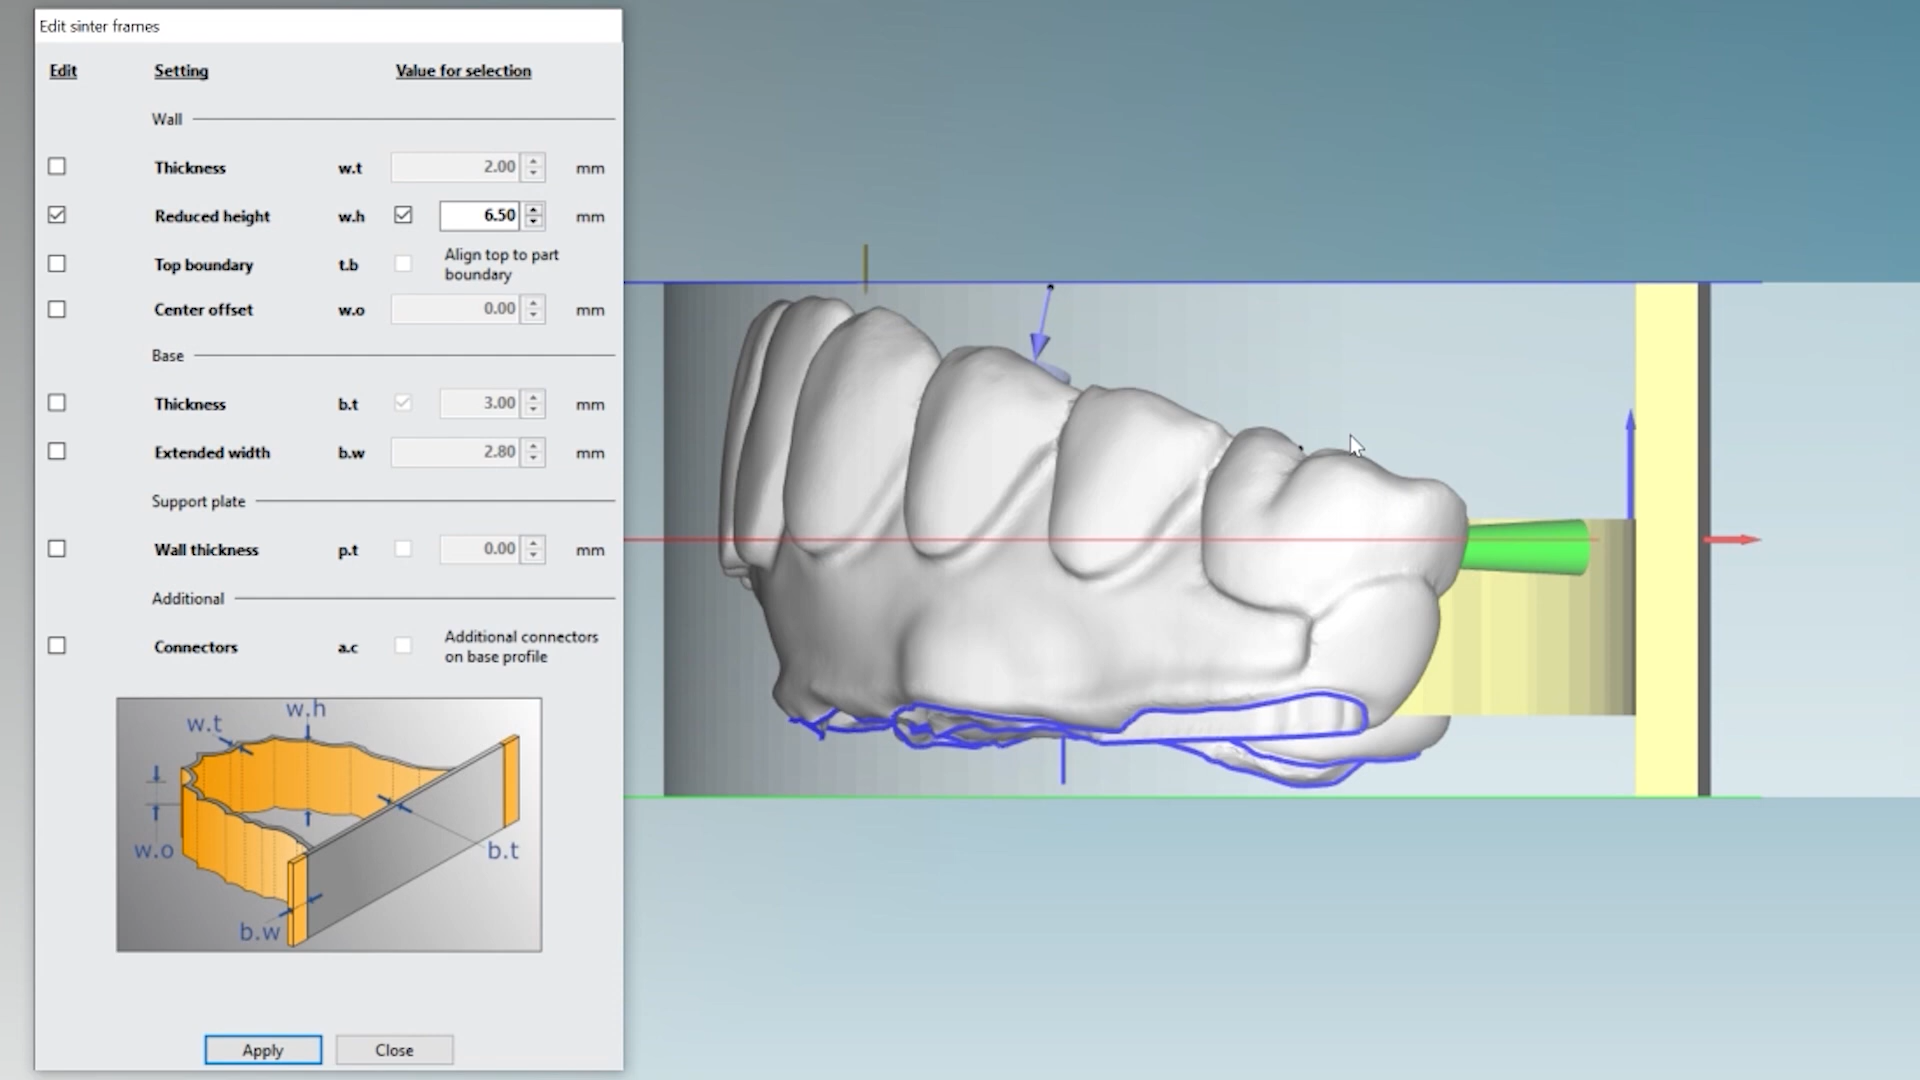 Edit sinter frames
Edit Setting Value for selection
Wall
Thickness w.t 2.00 mm
Reduced height w.h 6.50 mm
Top boundary t.b Align top to part
boundary
Center offset w.o 0.00 mm
Base
Thickness b.t 3.00 mm
Extended width b.w 2.80 mm
Support plate
Wall thickness p.t 0.00 mm
Additional
Connectors a.c Additional connectors
on base profile
w.t w.h
w.o b.t
b.w
Apply Close